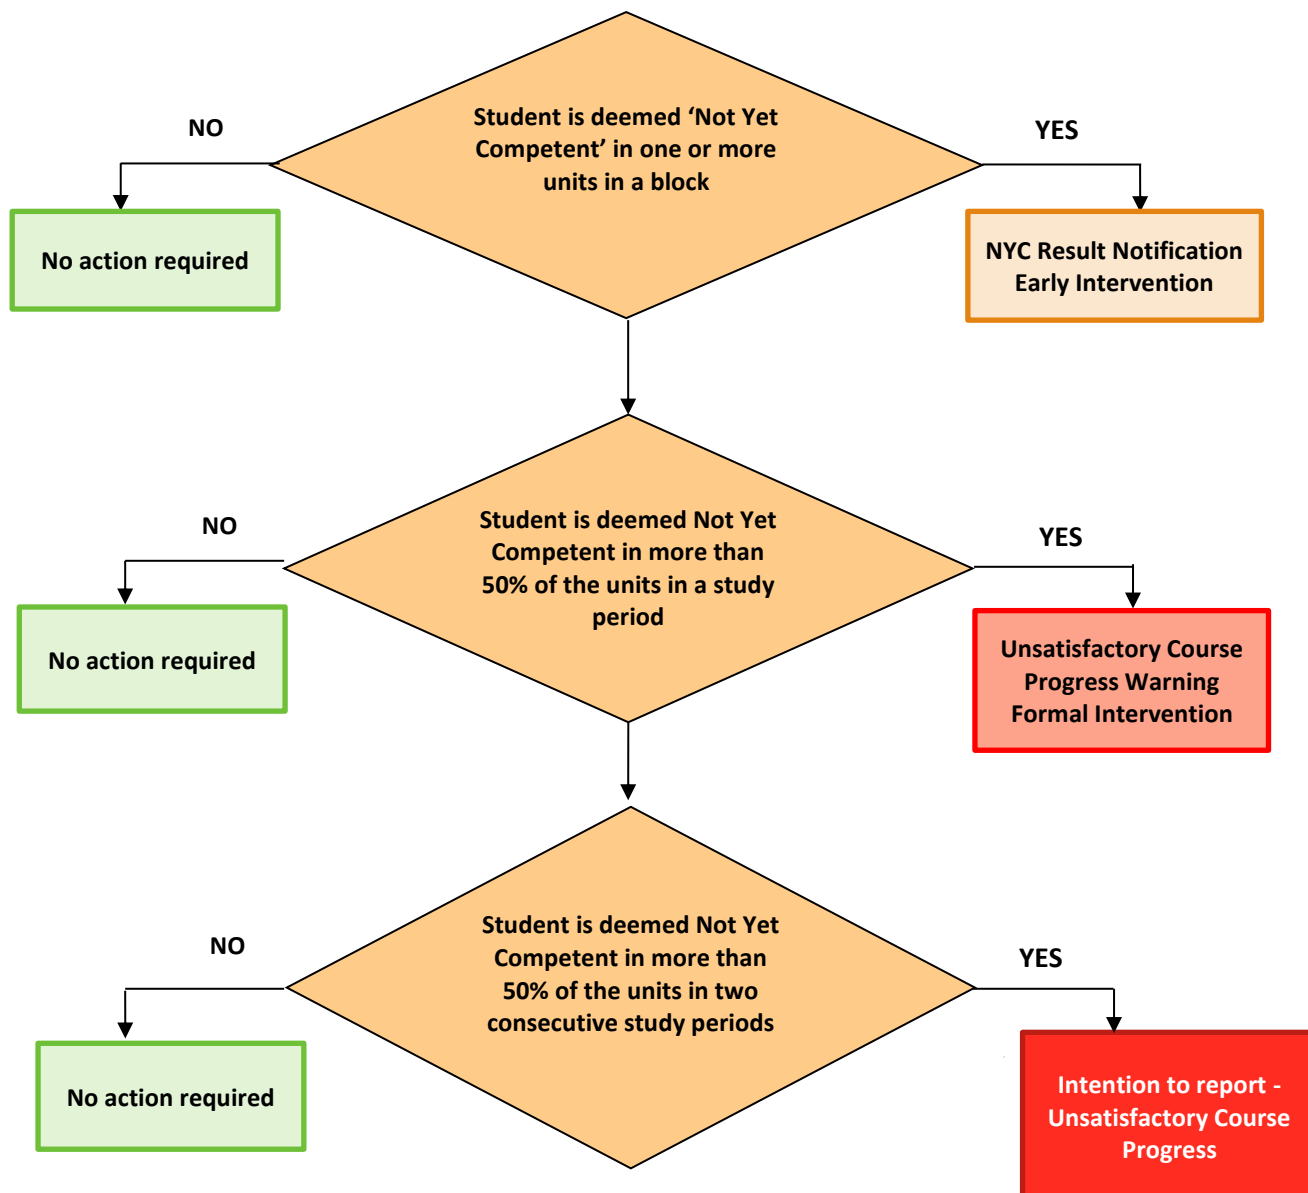 Student is deemed ‘Not Yet
Competent’ in one or more
units in a block
NO
YES
No action required
NYC Result Notification
Early Intervention
Student is deemed Not Yet
Competent in more than
50% of the units in a study
period
NO
YES
No action required
Unsatisfactory Course
Progress Warning
Formal Intervention
Student is deemed Not Yet
Competent in more than
50% of the units in two
consecutive study periods
NO
YES
No action required
Intention to report -
Unsatisfactory Course
Progress